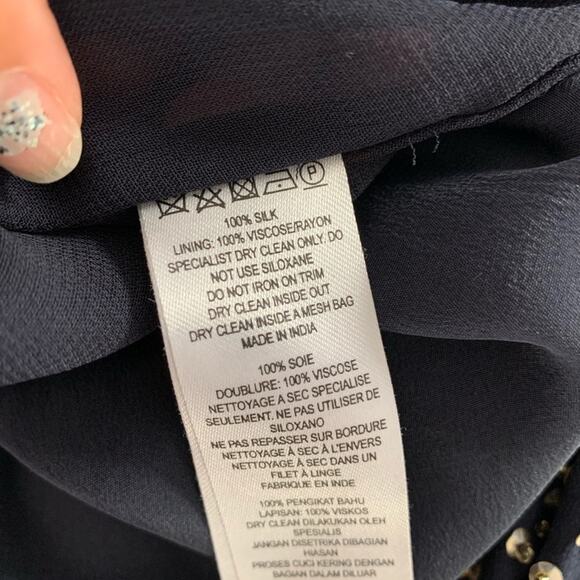 P
100% SILK
LINING: 100% VISCOSE/RAYON
SPECIALIST DRY CLEAN ONLY. DO
NOT USE SILOXANE
DO NOT IRON ON TRIM
DRY CLEAN INSIDE OUT
DRY CLEAN INSIDE A MESH BAG
MADE IN INDIA
100% SOIE
DOUBLURE: 100% VISCOSE
NETTOYAGE A SEC SPECIALISE
SEULEMENT. NE PAS UTILISER DE
SILOXANO
NE PAS REPASSER SUR BORDURE
NETTOYAGE À SEC À L'ENVERS
NETTOYAGE À SEC DANS UN
FILET À LINGE
FABRIQUE EN INDE
100% PENGIKAT BAHU
LAPISAN: 100% VISKOS
DRY CLEAN DILAKUKAN OLEH
SPESIALIS
JANGAN DISETRIKA DIBAGIAN
HIASAN
PROSES CUCI KERING DENGAN
BAGIAN DALAM DILUAR